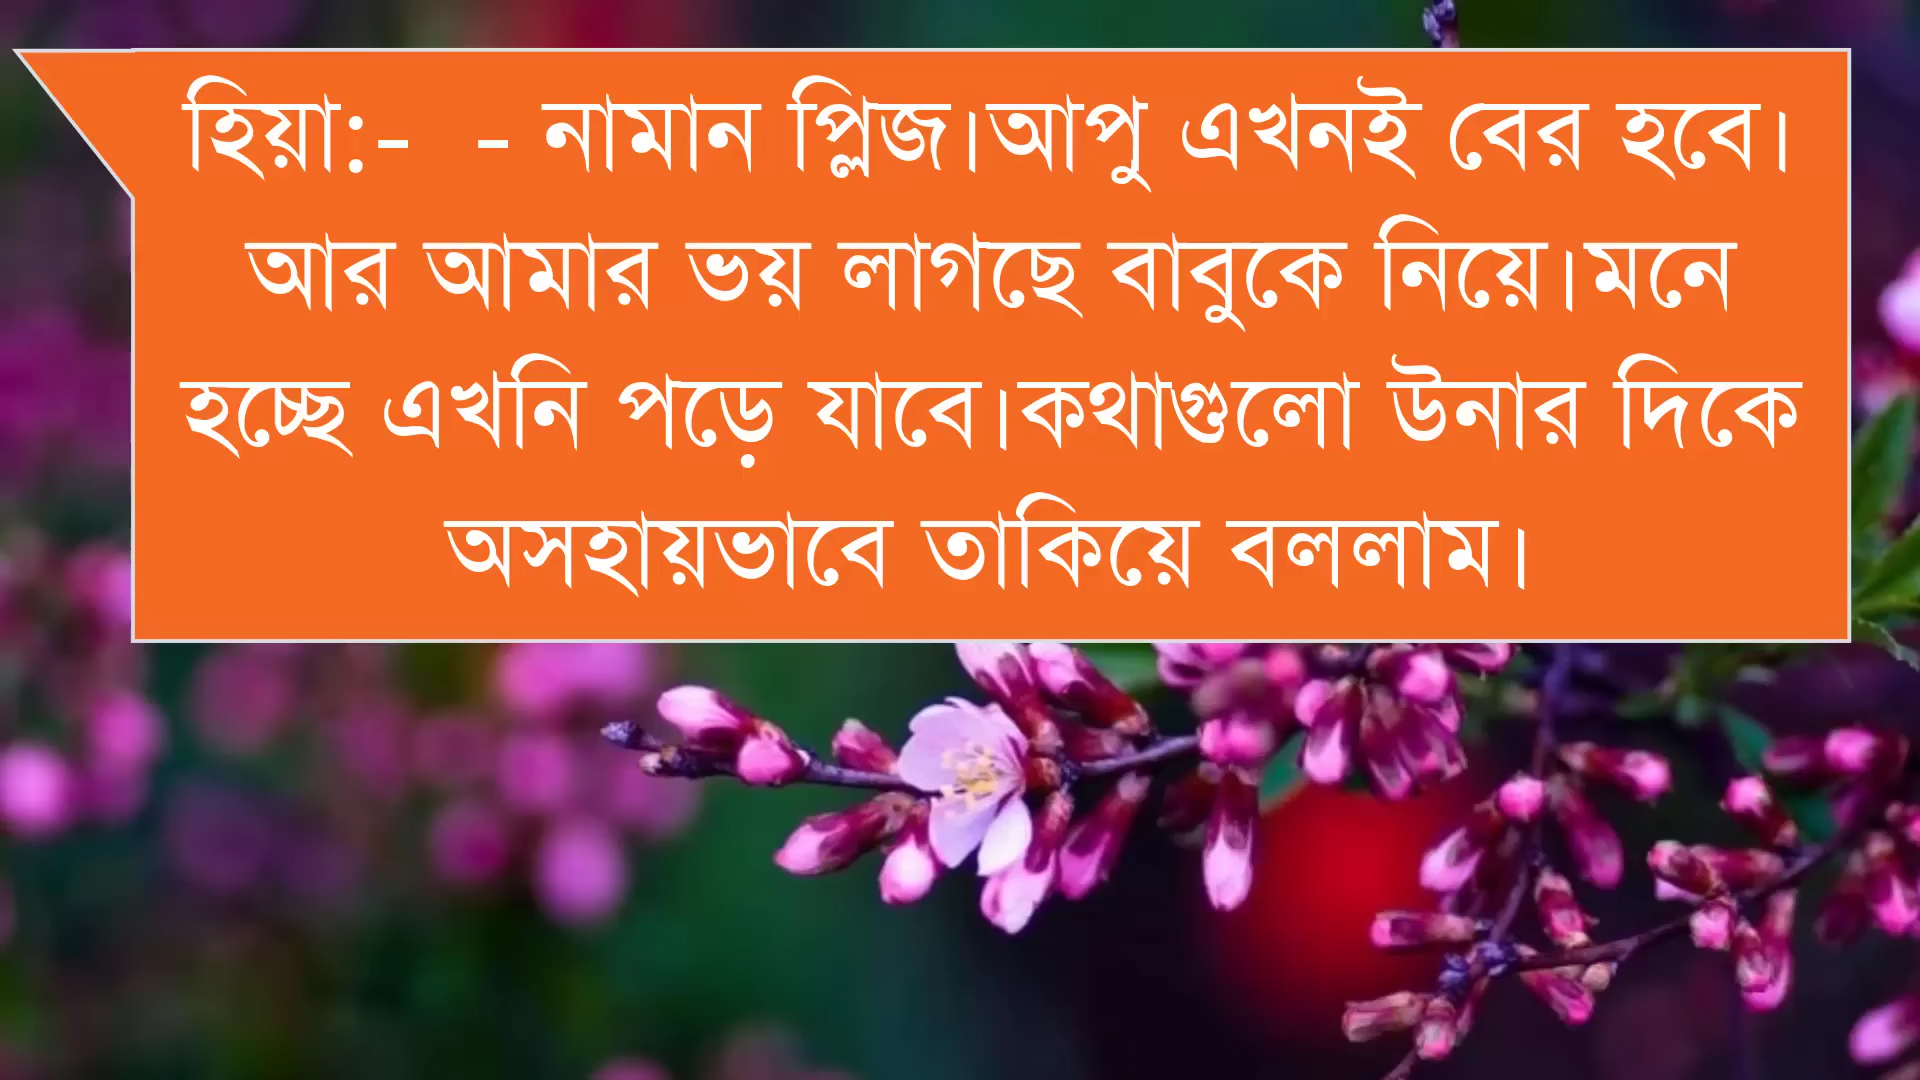 হিয়া:-  - নামান প্লিজ।আপু এখনই বের হবে।
আর আমার ভয় লাগছে বাবুকে নিয়ে।মনে
হচ্ছে এখনি পড়ে যাবে।কথাগুলো উনার দিকে
অসহায়ভাবে তাকিয়ে বললাম।